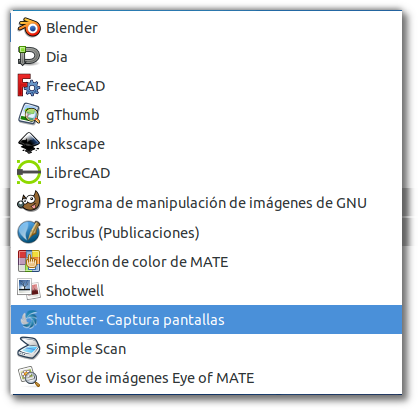 Blender
Dia
FreeCAD
gThumb
Inkscape
LibreCAD
Programa de manipulación de imágenes de GNU
Scribus (Publicaciones)
Selección de color de MATE
Shotwell
Shutter - Captura pantallas
Simple Scan
Visor de imágenes Eye of MATE